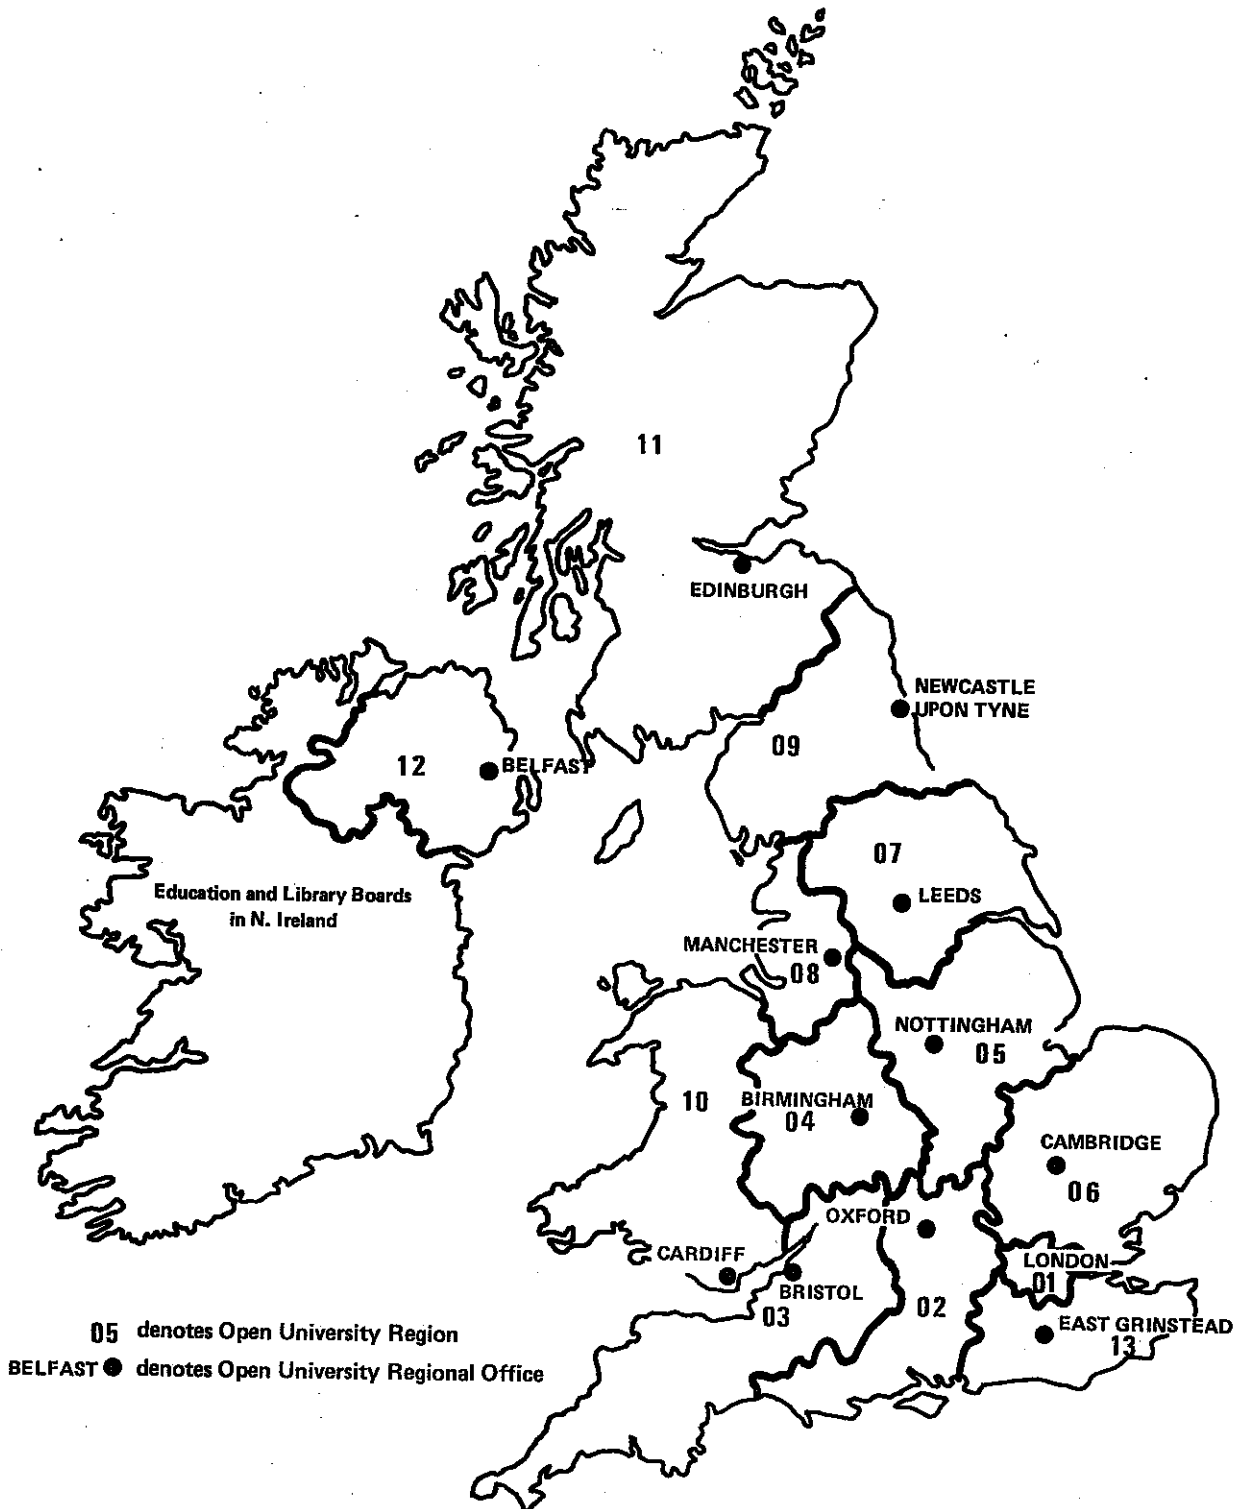 11
EDINBURGH
NEWCASTLE
UPON TYNE
09
12
BELFAST
07
LEEDS
Education and Library Boards
in N. Ireland
MANCHESTER
08
NOTTINGHAM
05
10
BIRMINGHAM
04
CAMBRIDGE
06
OXFORD
CARDIFF
LONDON
01
BRISTOL
03
02
EAST GRINSTEAD
13
05 denotes Open University Region
BELFAST ● denotes Open University Regional Office